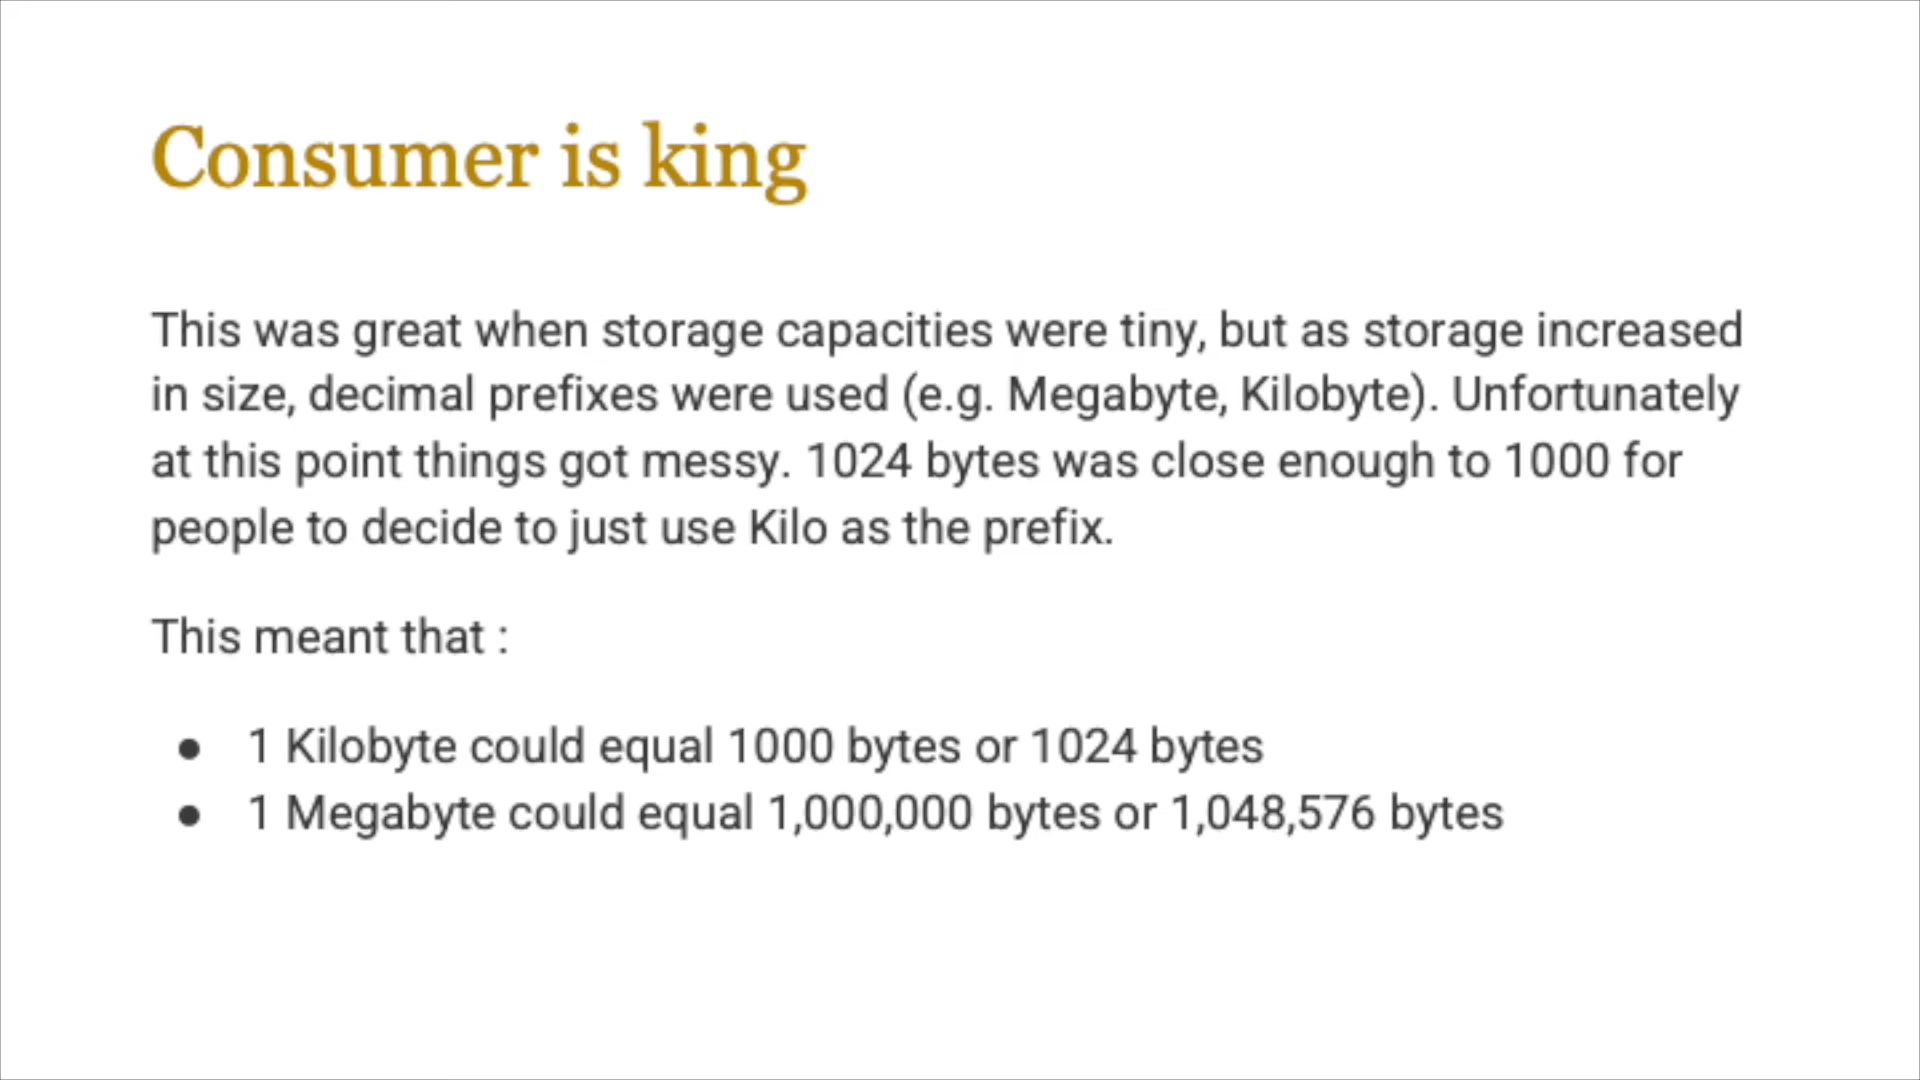 Consumer is king
This was great when storage capacities were tiny, but as storage increased
in size, decimal prefixes were used (e.g. Megabyte, Kilobyte). Unfortunately
at this point things got messy. 1024 bytes was close enough to 1000 for
people to decide to just use Kilo as the prefix.
This meant that :
● 1 Kilobyte could equal 1000 bytes or 1024 bytes
● 1 Megabyte could equal 1,000,000 bytes or 1,048,576 bytes